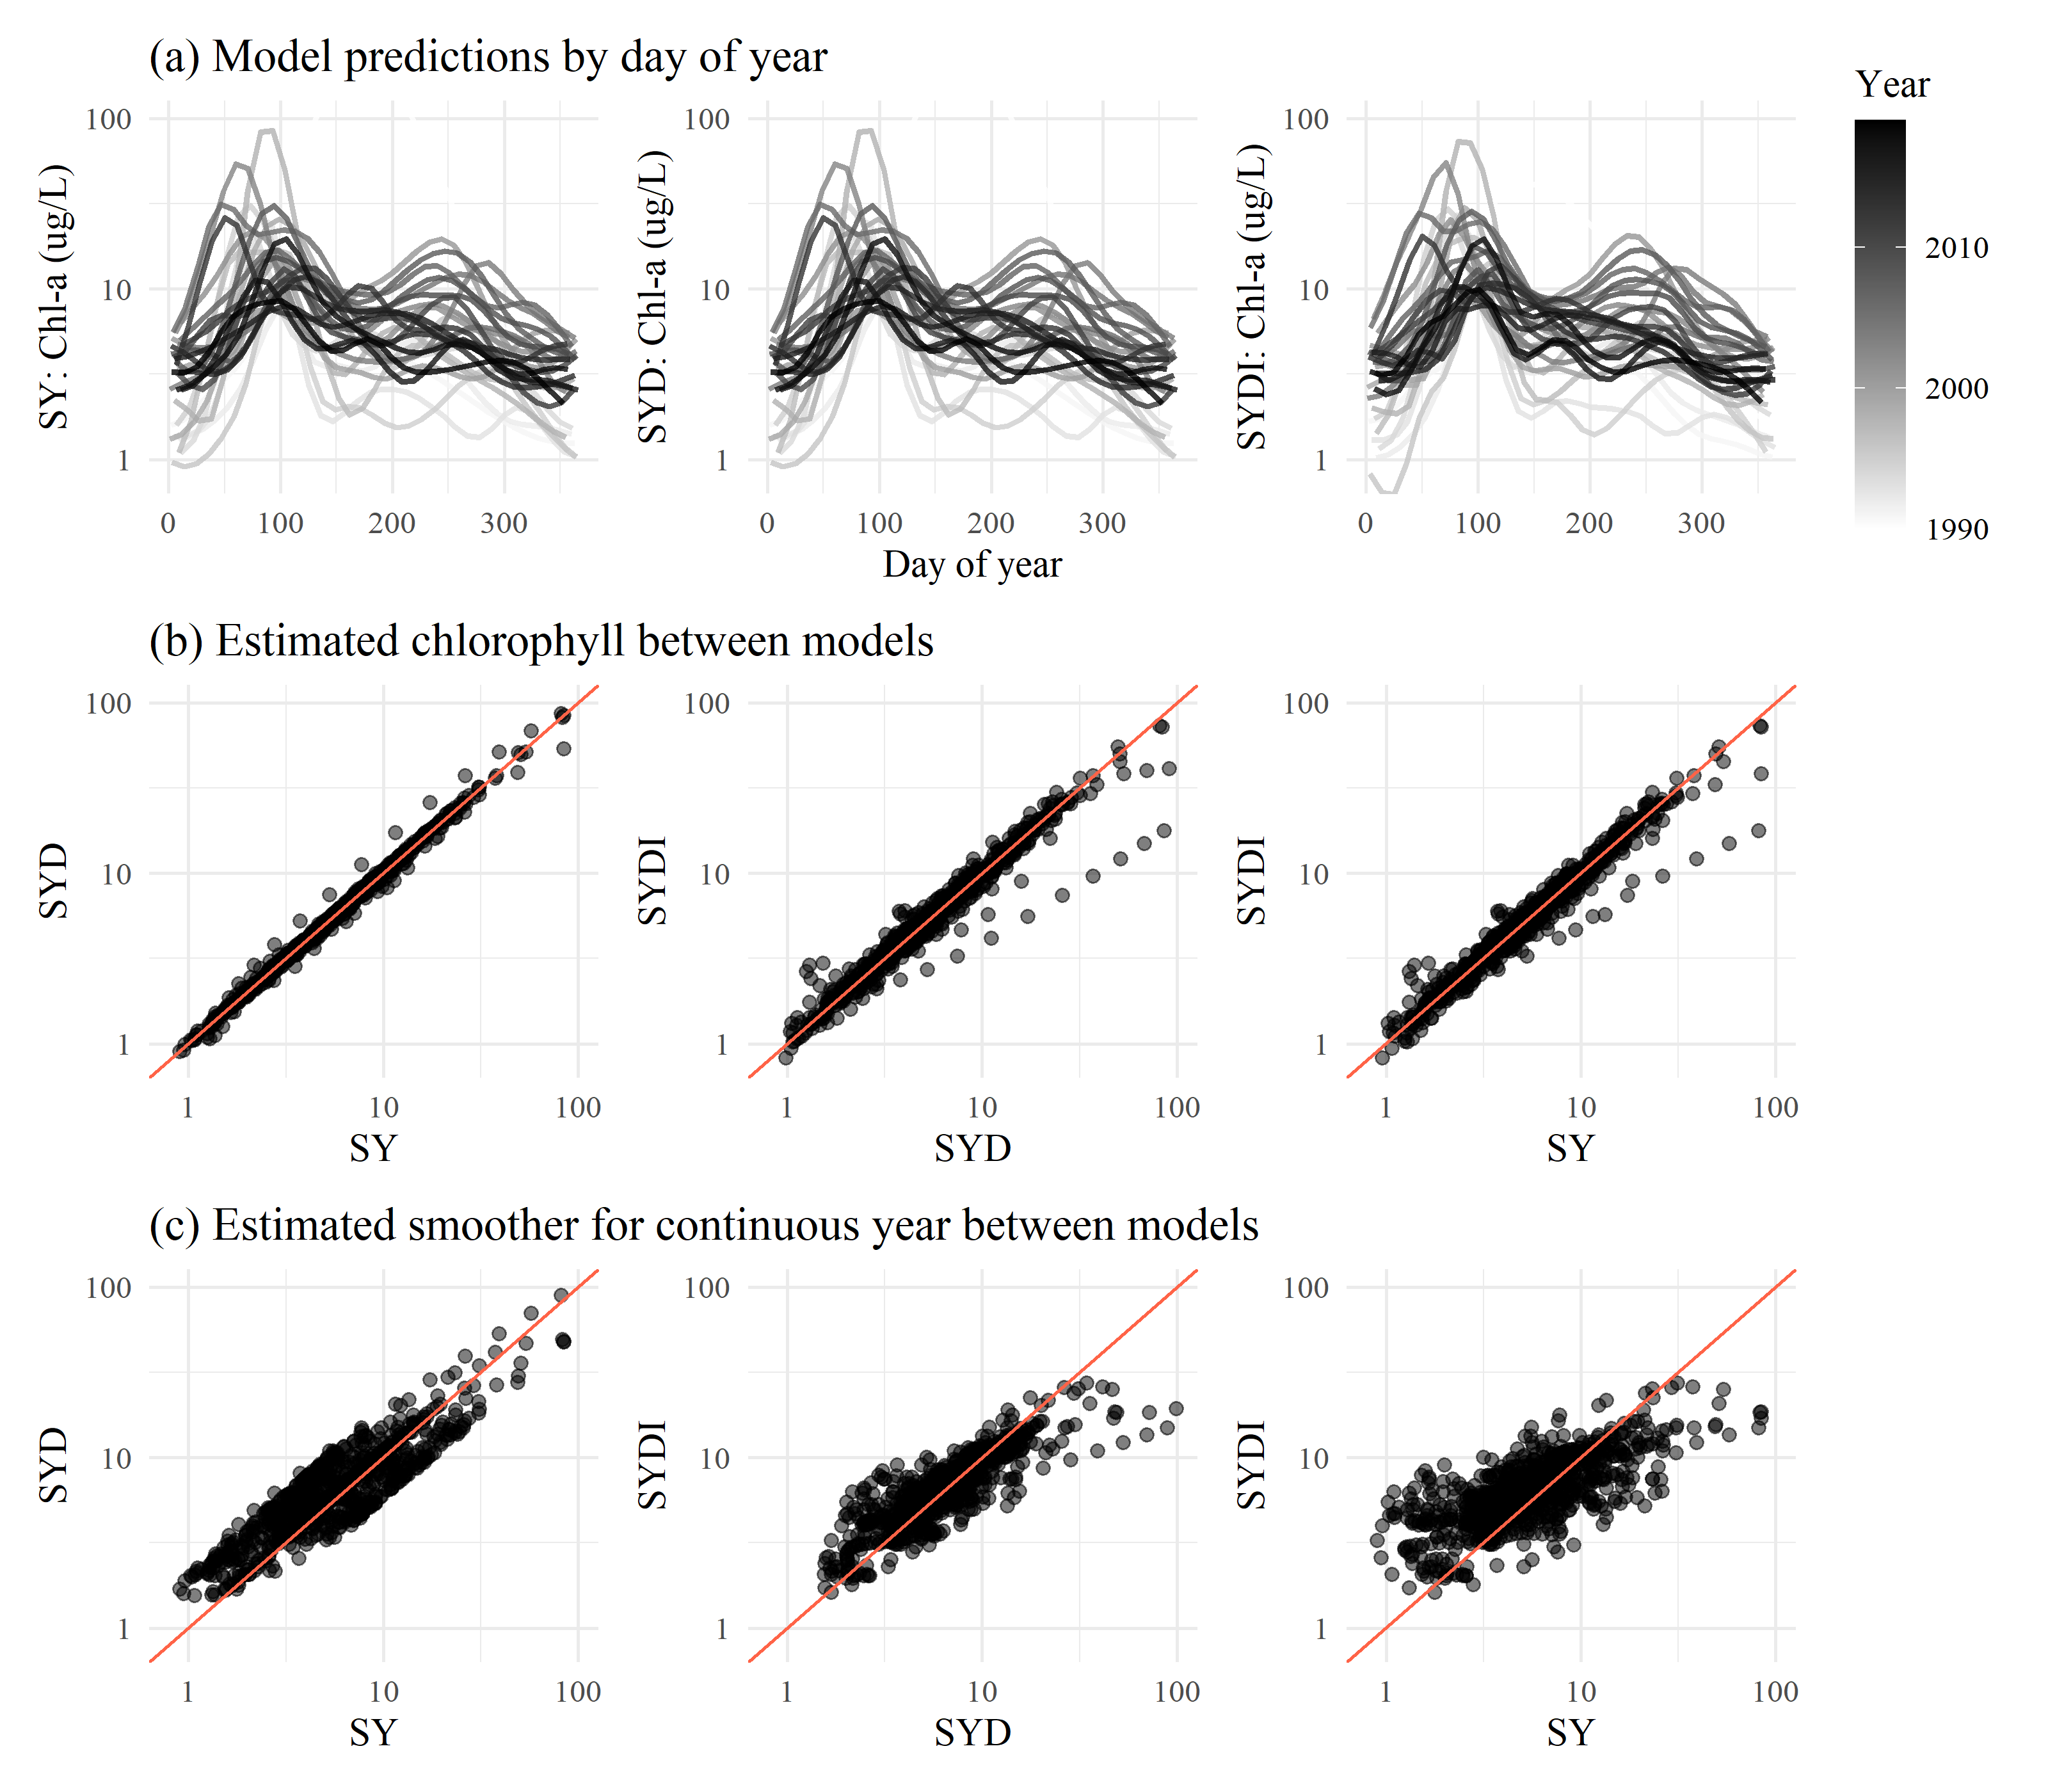 (a) Model predictions by day of year
Year
SY: Chl-a (ug/L)
100
10
1
0 100 200 300
SYD: Chl-a (ug/L)
100
10
1
0 100 200 300
SYDI: Chl-a (ug/L)
100
10
1
0 100 200 300
Day of year
2010
2000
1990
(b) Estimated chlorophyll between models
SYD
100
10
1
1 10 100
SY
SYDI
100
10
1
1 10 100
SYD
SYDI
100
10
1
1 10 100
SY
(c) Estimated smoother for continuous year between models
SYD
100
10
1
1 10 100
SY
SYDI
100
10
1
1 10 100
SYD
SYDI
100
10
1
1 10 100
SY